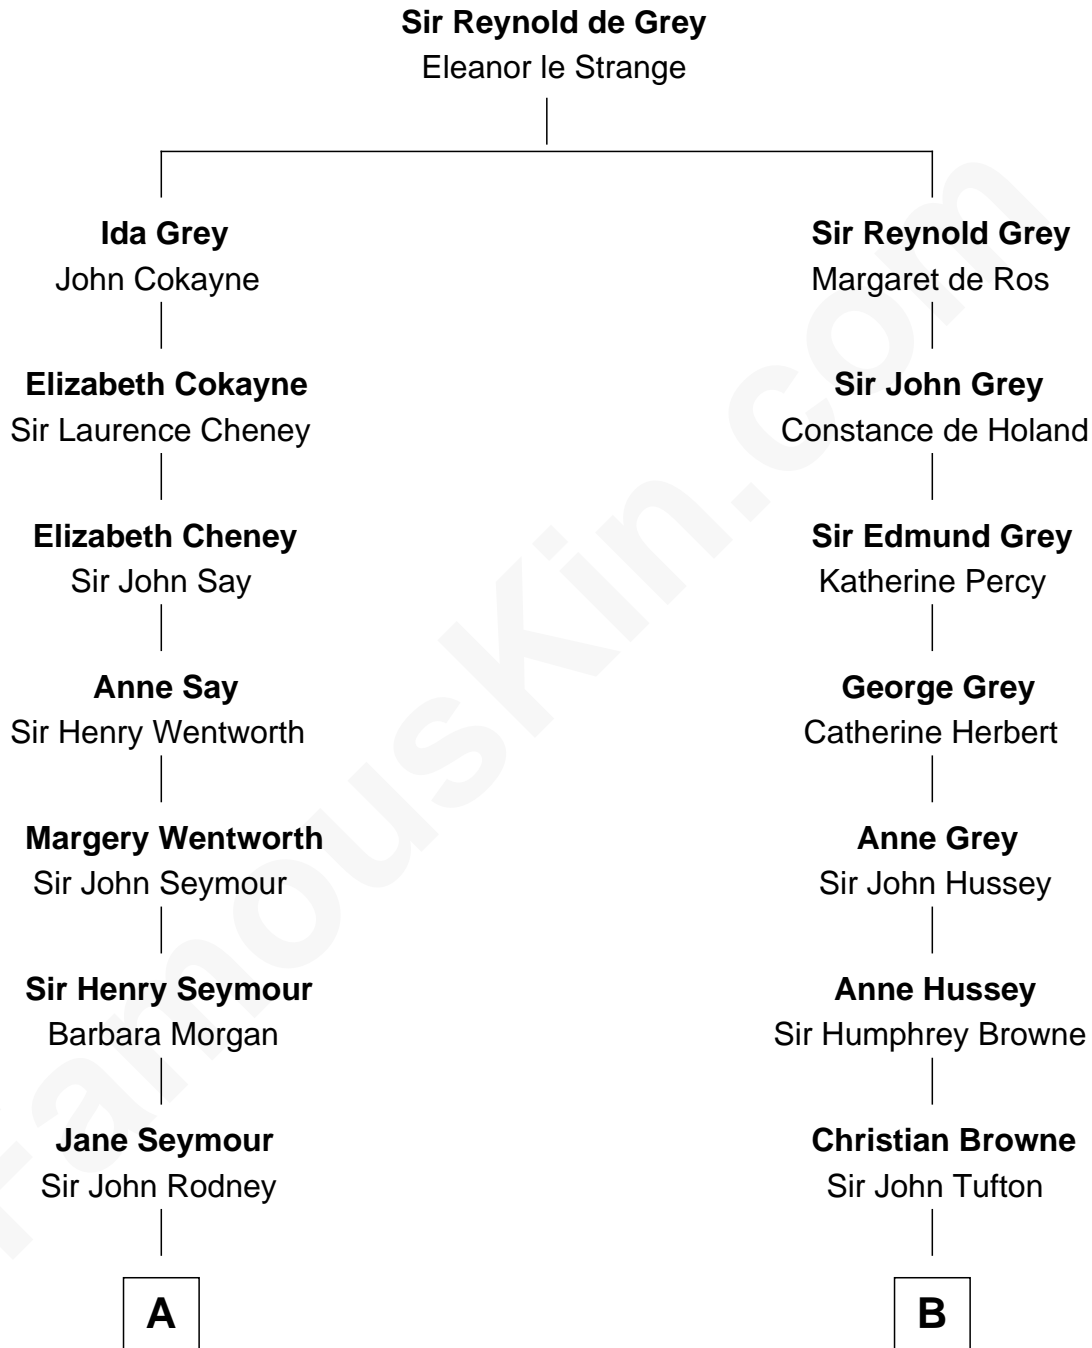 Sir Reynold de Grey
Eleanor le Strange
Ida Grey
John Cokayne
Elizabeth Cokayne
Sir Laurence Cheney
Elizabeth Cheney
Sir John Say
Anne Say
Sir Henry Wentworth
Margery Wentworth
Sir John Seymour
Sir Henry Seymour
Barbara Morgan
Jane Seymour
Sir John Rodney
A
Sir Reynold Grey
Margaret de Ros
Sir John Grey
Constance de Holand
Sir Edmund Grey
Katherine Percy
George Grey
Catherine Herbert
Anne Grey
Sir John Hussey
Anne Hussey
Sir Humphrey Browne
Christian Browne
Sir John Tufton
B
FamousKin.com